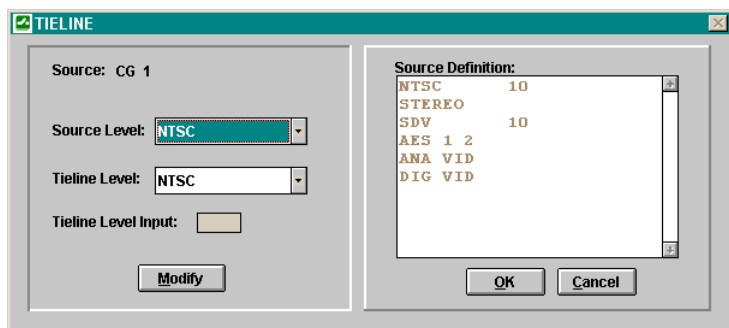 TIELINE
Source: CG 1
Source Level: NTSC
Tieline Level: NTSC
Tieline Level Input:
Modify
Source Definition:
NTSC 10
STEREO
SDV 10
AES 1 2
ANA VID
DIG VID
OK Cancel